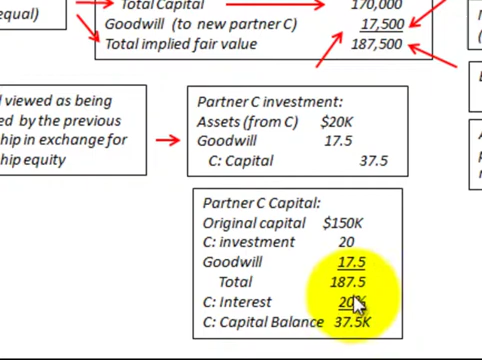 equal)
Total Capital 170,000
Goodwill (to new partner C) 17,500
Total implied fair value 187,500
viewed as being
ed by the previous
ship in exchange for
ship equity
Partner C investment:
Assets (from C) $20K
Goodwill 17.5
C: Capital 37.5
Partner C Capital:
Original capital $150K
C: investment 20
Goodwill 17.5
Total 187.5
C: Interest 20%
C: Capital Balance 37.5K